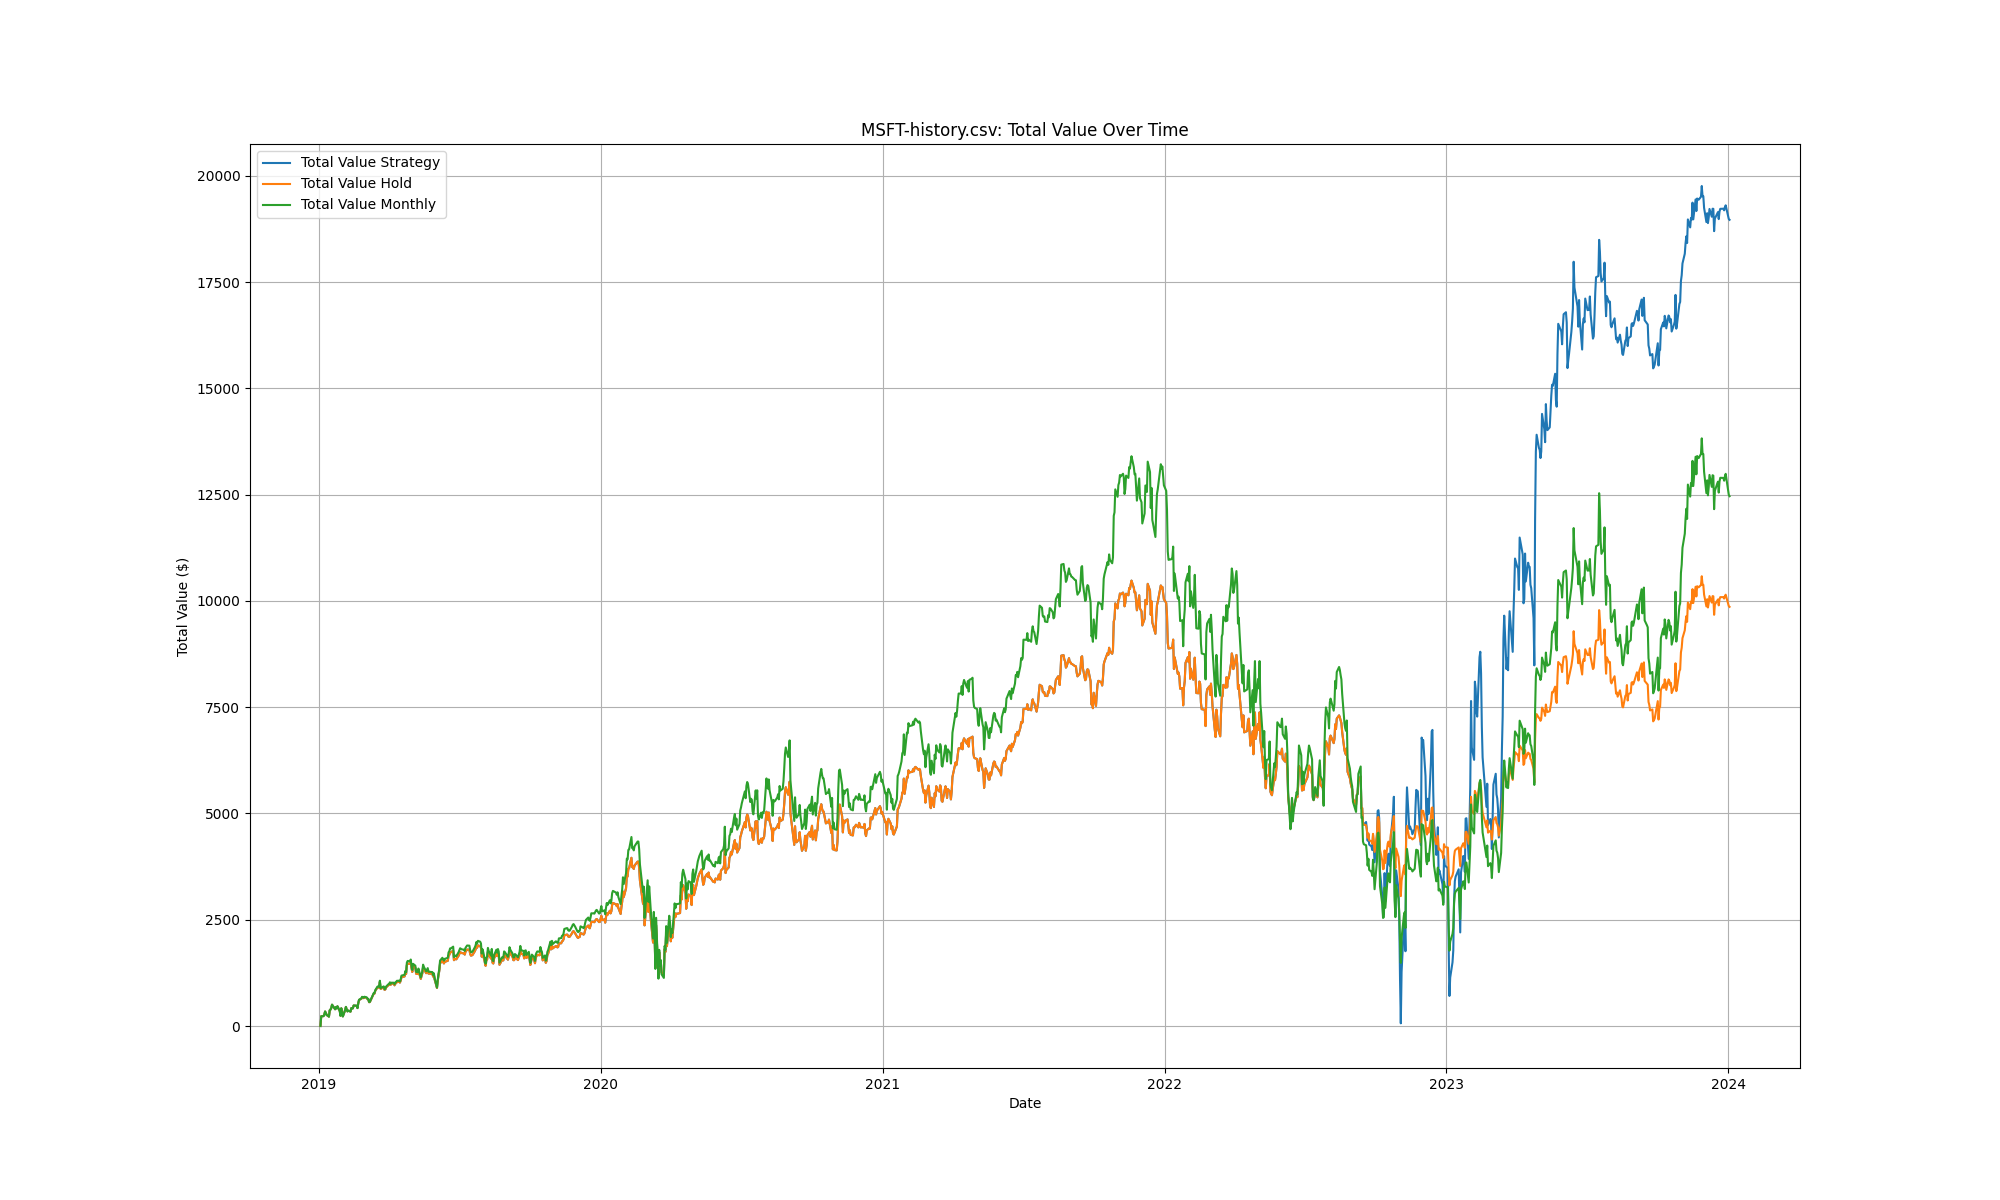 MSFT-history.csv: Total Value Over Time
Total Value Strategy
Total Value Hold
Total Value Monthly
20000
17500
15000
12500
10000
7500
5000
2500
0
Total Value ($)
2019 2020 2021 2022 2023 2024
Date